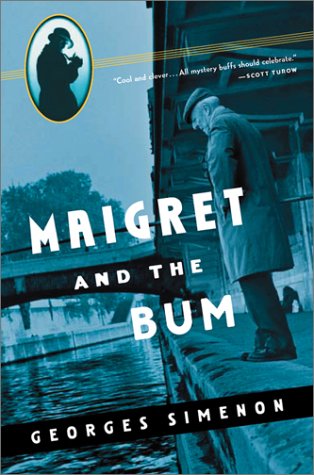 "Cool and clever... All mystery buffs should celebrate."
—SCOTT TUROW
MAIGRET
AND THE
BUM
GEORGES SIMENON